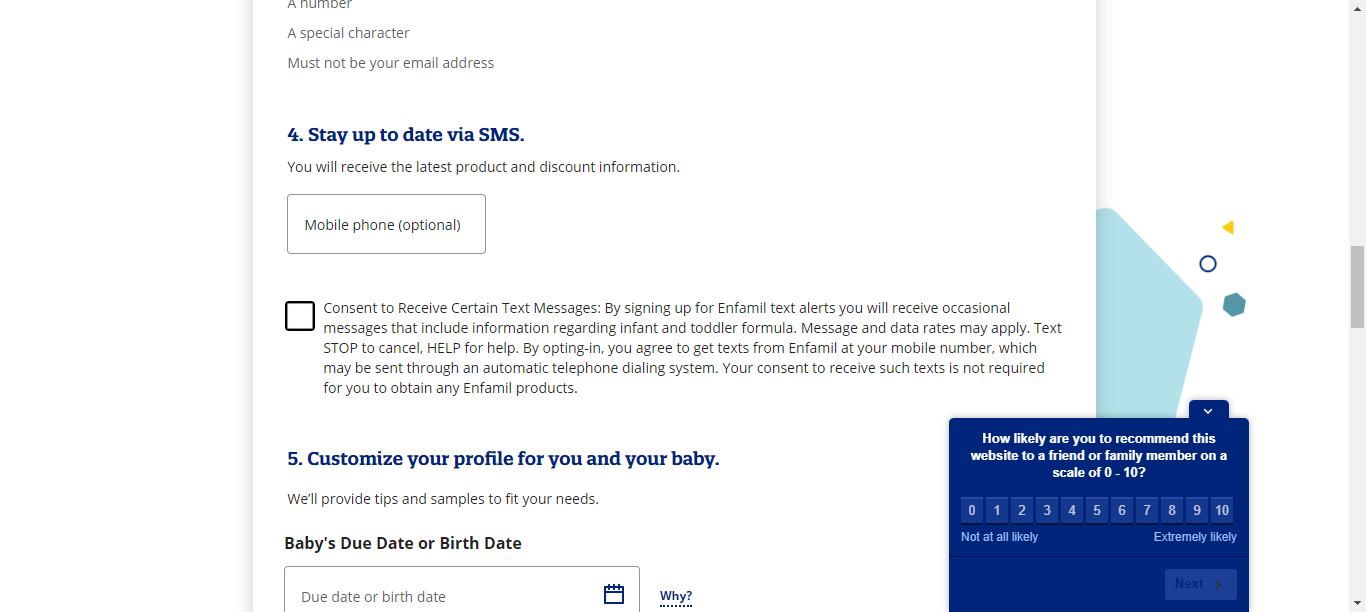 A number
A special character
Must not be your email address
4. Stay up to date via SMS.
You will receive the latest product and discount information.
Mobile phone (optional)
Consent to Receive Certain Text Messages: By signing up for Enfamil text alerts you will receive occasional
messages that include information regarding infant and toddler formula. Message and data rates may apply. Text
STOP to cancel, HELP for help. By opting-in, you agree to get texts from Enfamil at your mobile number, which
may be sent through an automatic telephone dialing system. Your consent to receive such texts is not required
for you to obtain any Enfamil products.
5. Customize your profile for you and your baby.
We'll provide tips and samples to fit your needs.
Baby's Due Date or Birth Date
Due date or birth date
Why?
How likely are you to recommend this
website to a friend or family member on a
scale of 0 - 10?
0 1 2 3 4 5 6 7 8 9 10
Not at all likely Extremely likely
Next